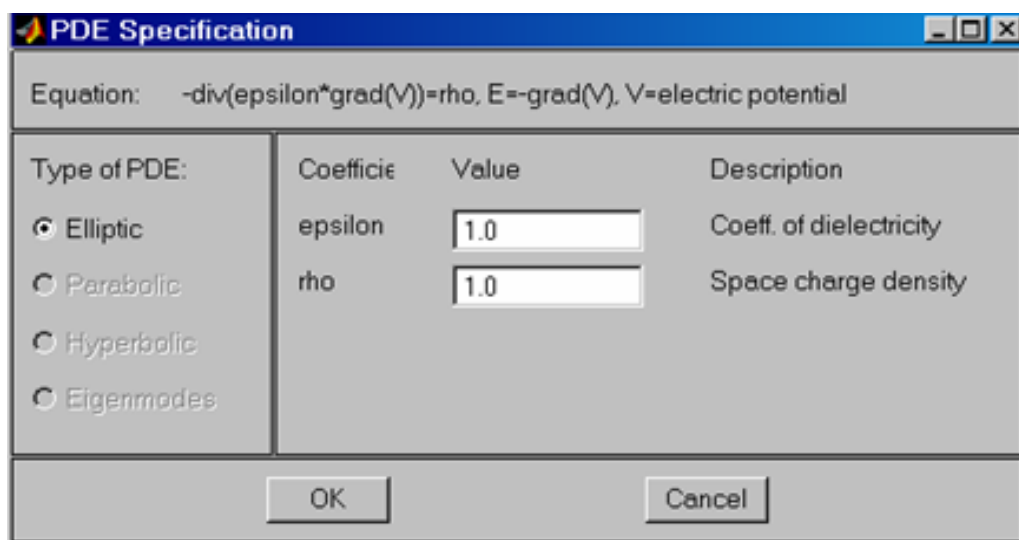 PDE Specification
Equation: -div(epsilon*grad(V))=rho, E=-grad(V), V=electric potential
Type of PDE:
Elliptic
Parabolic
Hyperbolic
Eigenmodes
Coefficie Value Description
epsilon 1.0 Coeff. of dielectricity
rho 1.0 Space charge density
OK Cancel